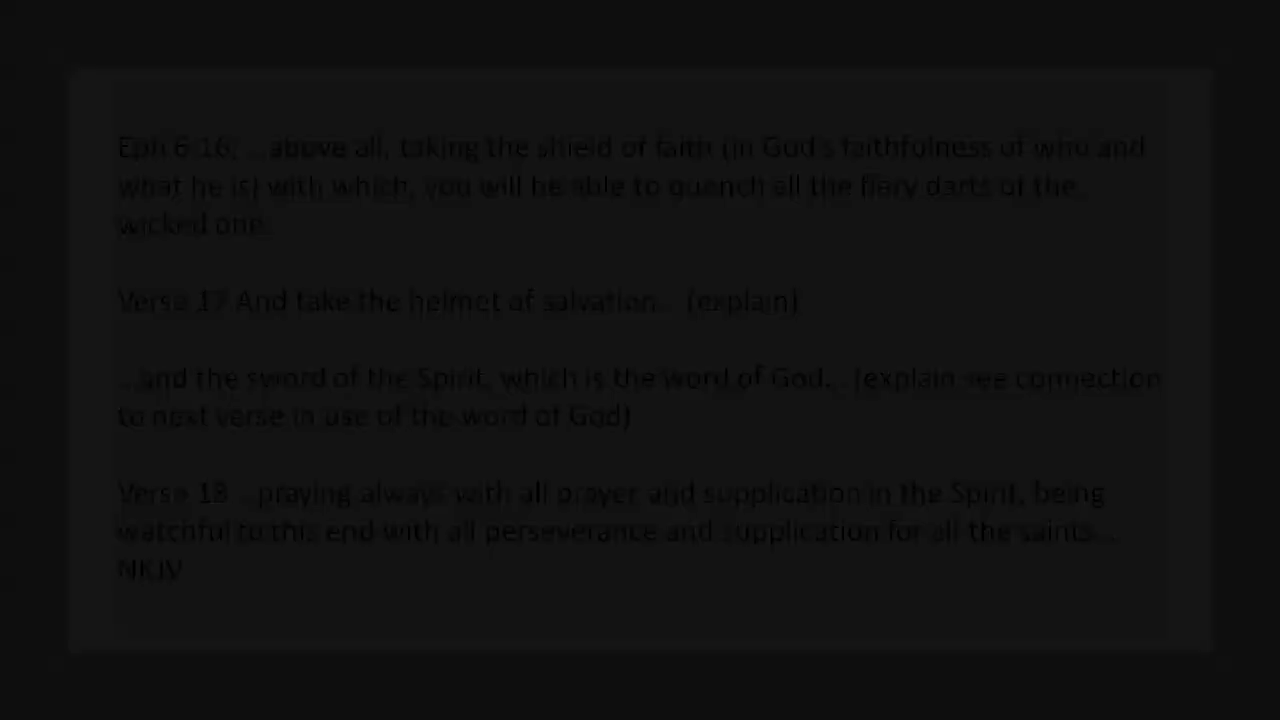 Eph 6:16; ...above all, taking the shield of faith (in God's faithfulness of who and
what he is) with which, you will be able to quench all the fiery darts of the
wicked one.
Verse 17 And take the helmet of salvation... (explain)
...and the sword of the Spirit, which is the word of God... (explain see connection
to next verse in use of the word of God)
Verse 18 ...praying always with all prayer and supplication in the Spirit, being
watchful to this end with all perseverance and supplication for all the saints...
NKJV